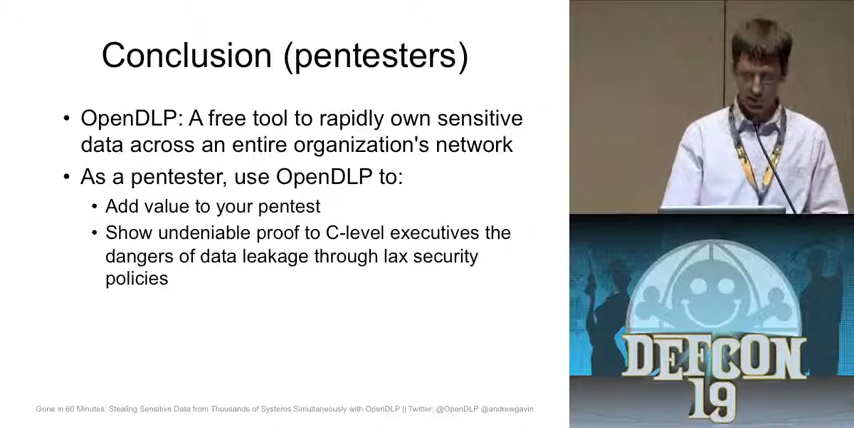 Conclusion (pentesters)
• OpenDLP: A free tool to rapidly own sensitive
data across an entire organization's network
• As a pentester, use OpenDLP to:
• Add value to your pentest
• Show undeniable proof to C-level executives the
dangers of data leakage through lax security
policies
Gone in 60 Minutes: Stealing Sensitive Data from Thousands of Systems Simultaneously with OpenDLP || Twitter: @OpenDLP @andrewgavin
DEFCON
19